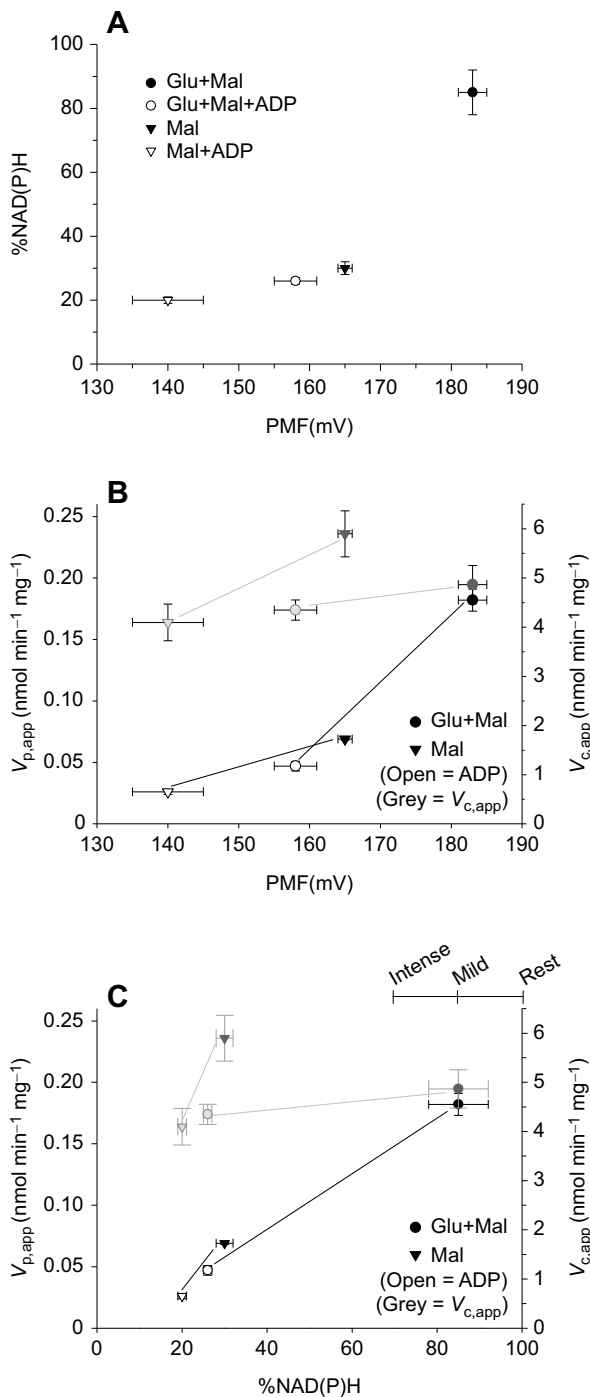 A
100
80
60
40
20
0
%NAD(P)H
Glu+Mal
Glu+Mal+ADP
Mal
Mal+ADP
130 140 150 160 170 180 190
PMF(mV)
B
0.25
0.20
0.15
0.10
0.05
0
V_p,app (nmol min⁻¹ mg⁻¹)
6
5
4
3
2
1
0
V_c,app (nmol min⁻¹ mg⁻¹)
Glu+Mal
Mal
(Open = ADP)
(Grey = V_c,app)
130 140 150 160 170 180 190
PMF(mV)
Intense Mild Rest
C
0.25
0.20
0.15
0.10
0.05
0
V_p,app (nmol min⁻¹ mg⁻¹)
6
5
4
3
2
1
0
V_c,app (nmol min⁻¹ mg⁻¹)
Glu+Mal
Mal
(Open = ADP)
(Grey = V_c,app)
0 20 40 60 80 100
%NAD(P)H